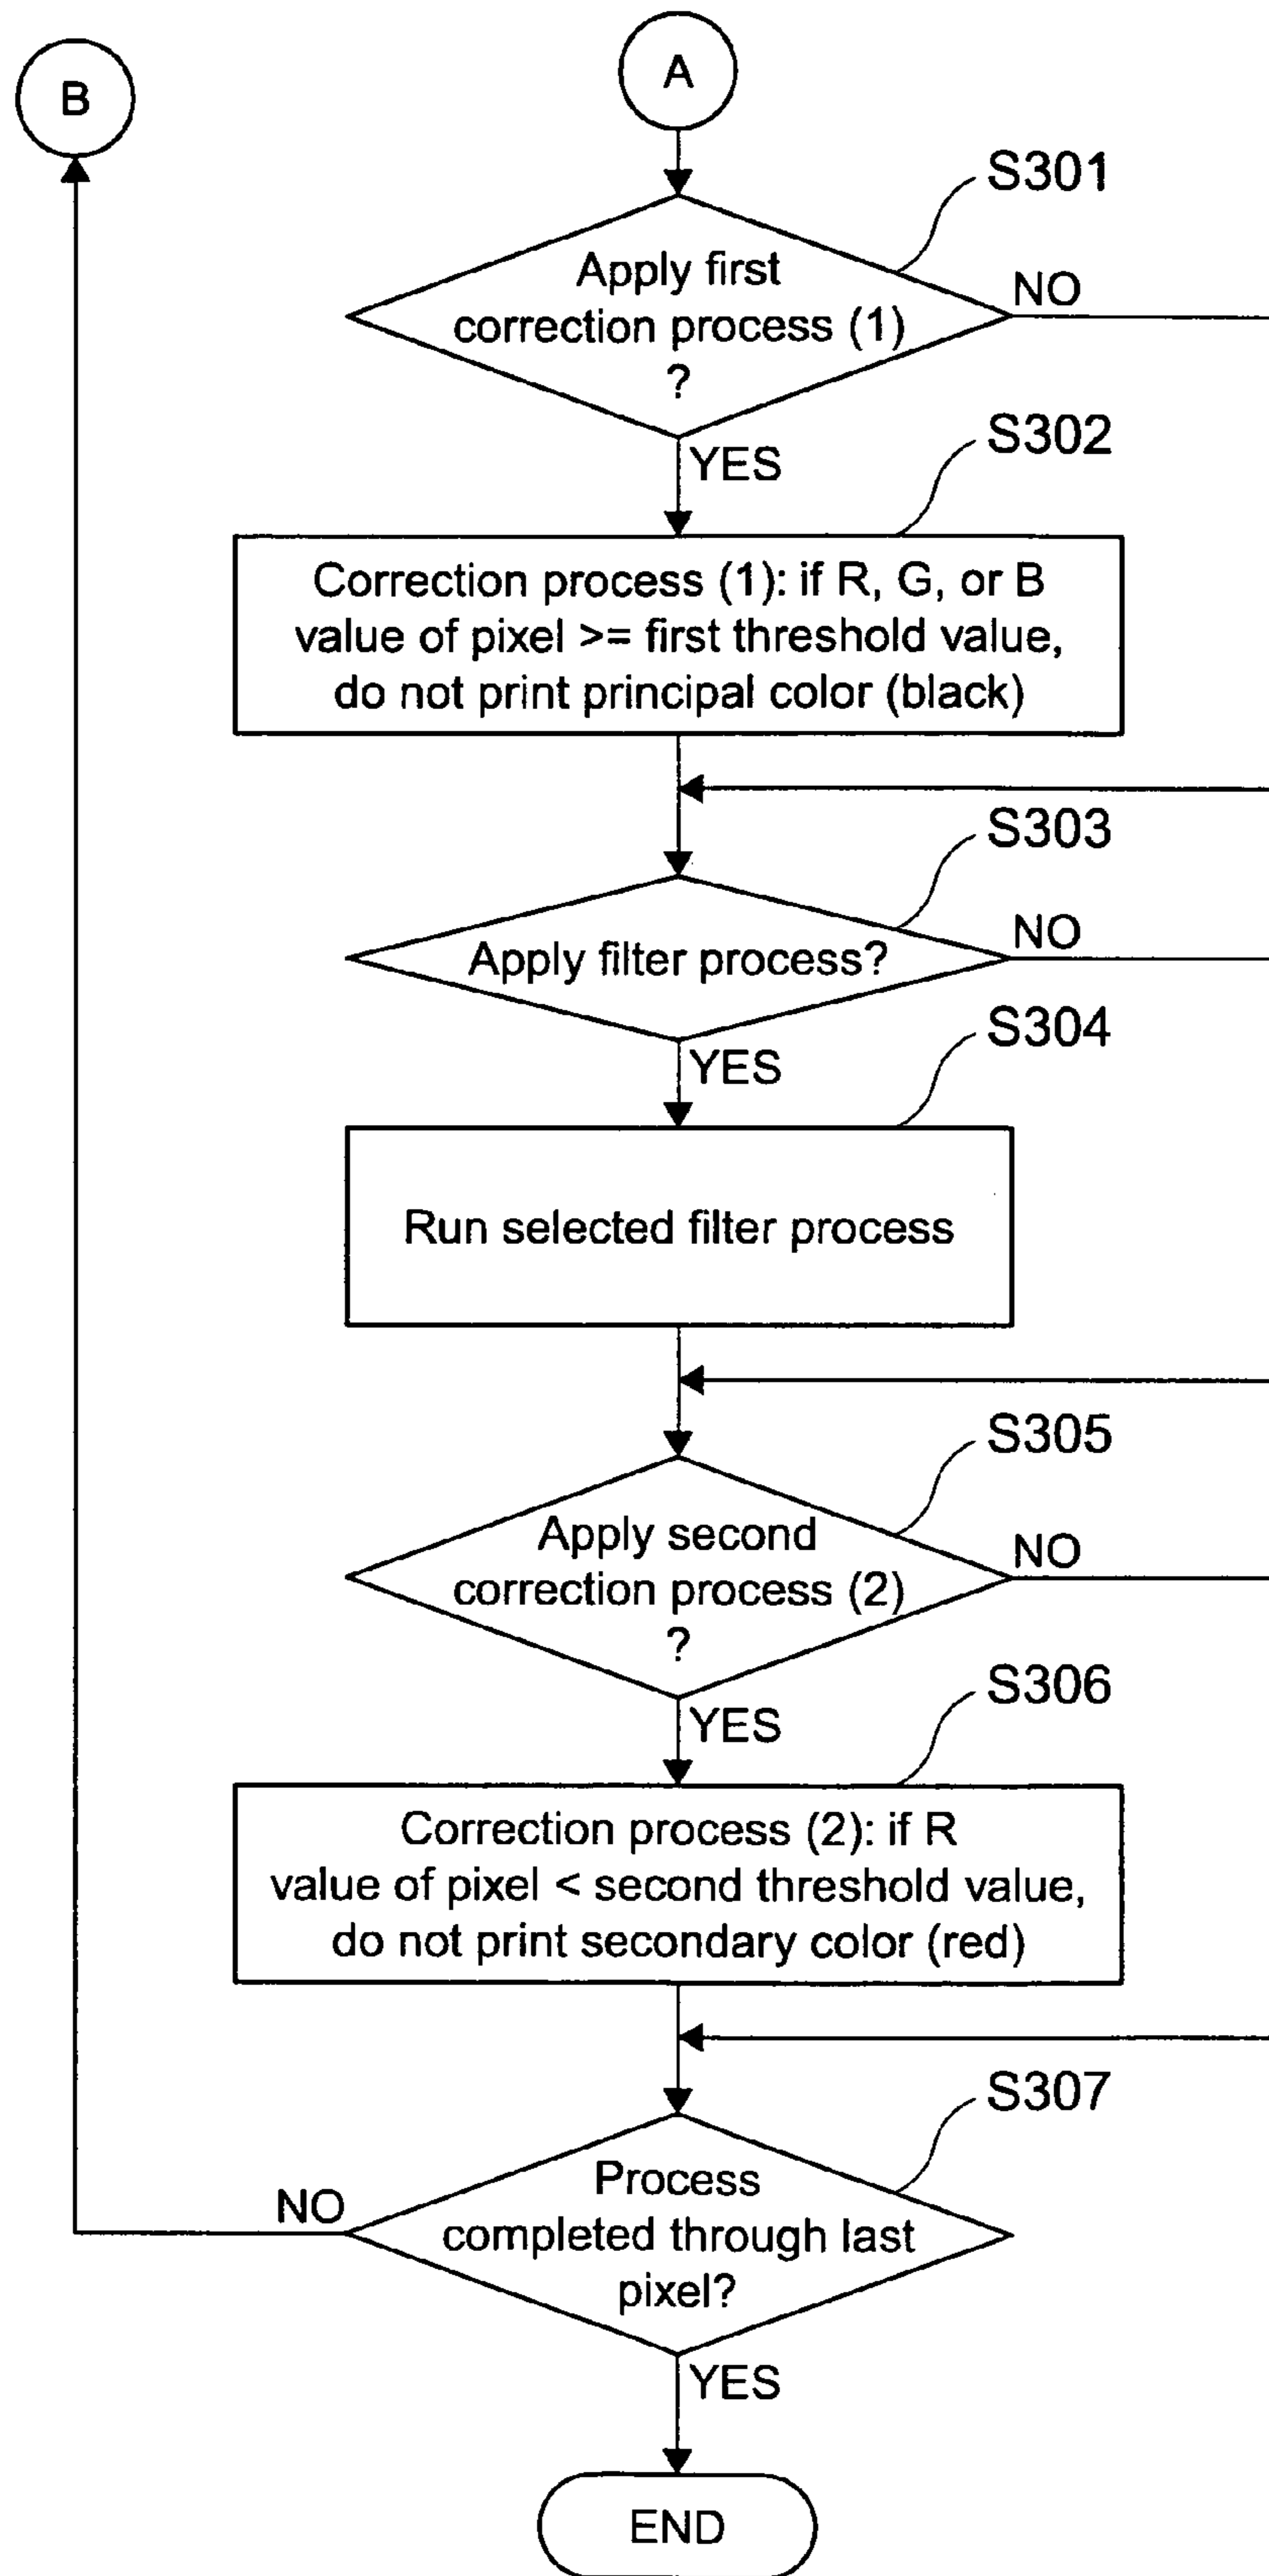 B
A
S301
Apply first
correction process (1)
?
NO
YES
S302
Correction process (1): if R, G, or B
value of pixel >= first threshold value,
do not print principal color (black)
S303
Apply filter process?
NO
YES
S304
Run selected filter process
S305
Apply second
correction process (2)
?
NO
YES
S306
Correction process (2): if R
value of pixel < second threshold value,
do not print secondary color (red)
S307
Process
completed through last
pixel?
NO
YES
END